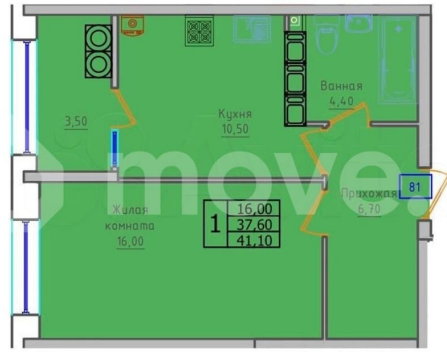 3,50
Кухня
10,50
Ванная
4,40
move.
Жилая
комната
16,00
1
16,00
37,60
41,10
Прихожая
6,70
81